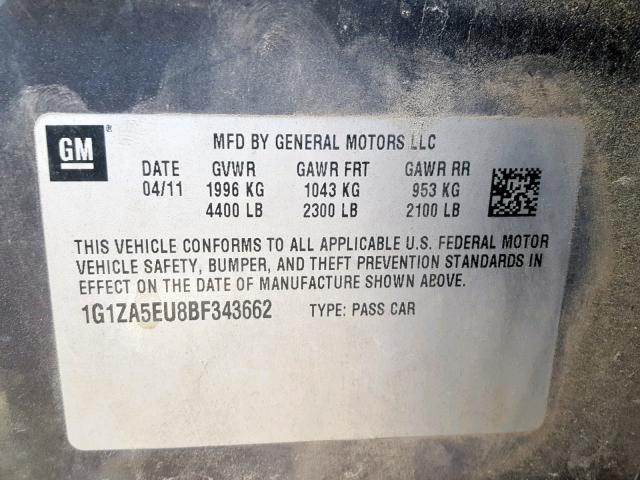 GM ®
MFD BY GENERAL MOTORS LLC
DATE GVWR GAWR FRT GAWR RR
04/11 1996 KG 1043 KG 953 KG
4400 LB 2300 LB 2100 LB
THIS VEHICLE CONFORMS TO ALL APPLICABLE U.S. FEDERAL MOTOR
VEHICLE SAFETY, BUMPER, AND THEFT PREVENTION STANDARDS IN
EFFECT ON THE DATE OF MANUFACTURE SHOWN ABOVE.
1G1ZA5EU8BF343662 TYPE: PASS CAR